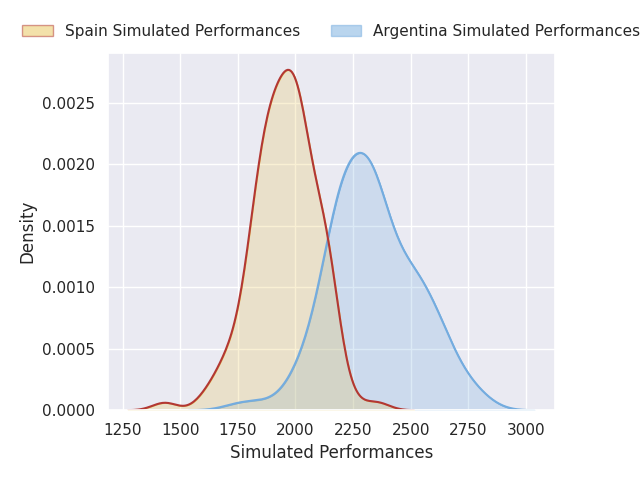 Spain Simulated Performances Argentina Simulated Performances
0.0025
0.0020
0.0015
0.0010
0.0005
0.0000
Density
1250 1500 1750 2000 2250 2500 2750 3000
Simulated Performances